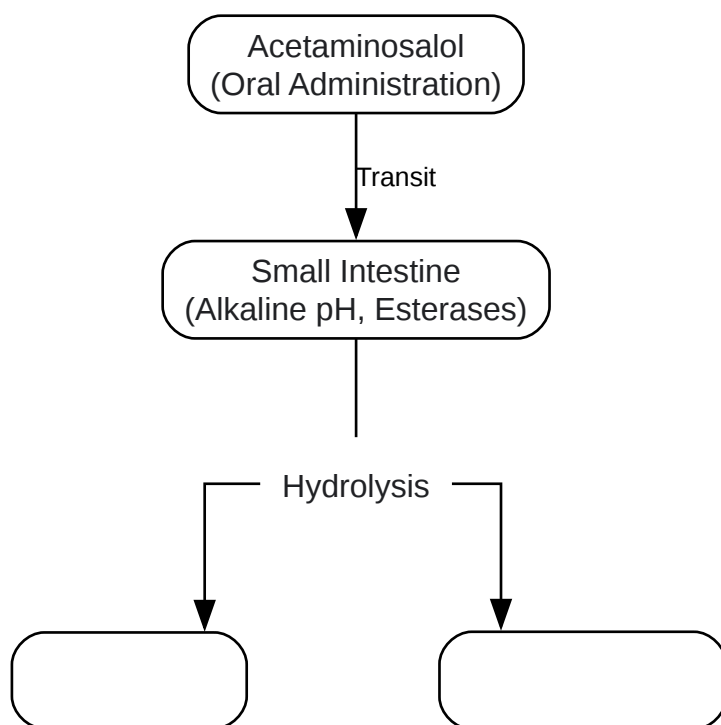 Acetaminosalol
(Oral Administration)
Transit
Small Intestine
(Alkaline pH, Esterases)
Hydrolysis